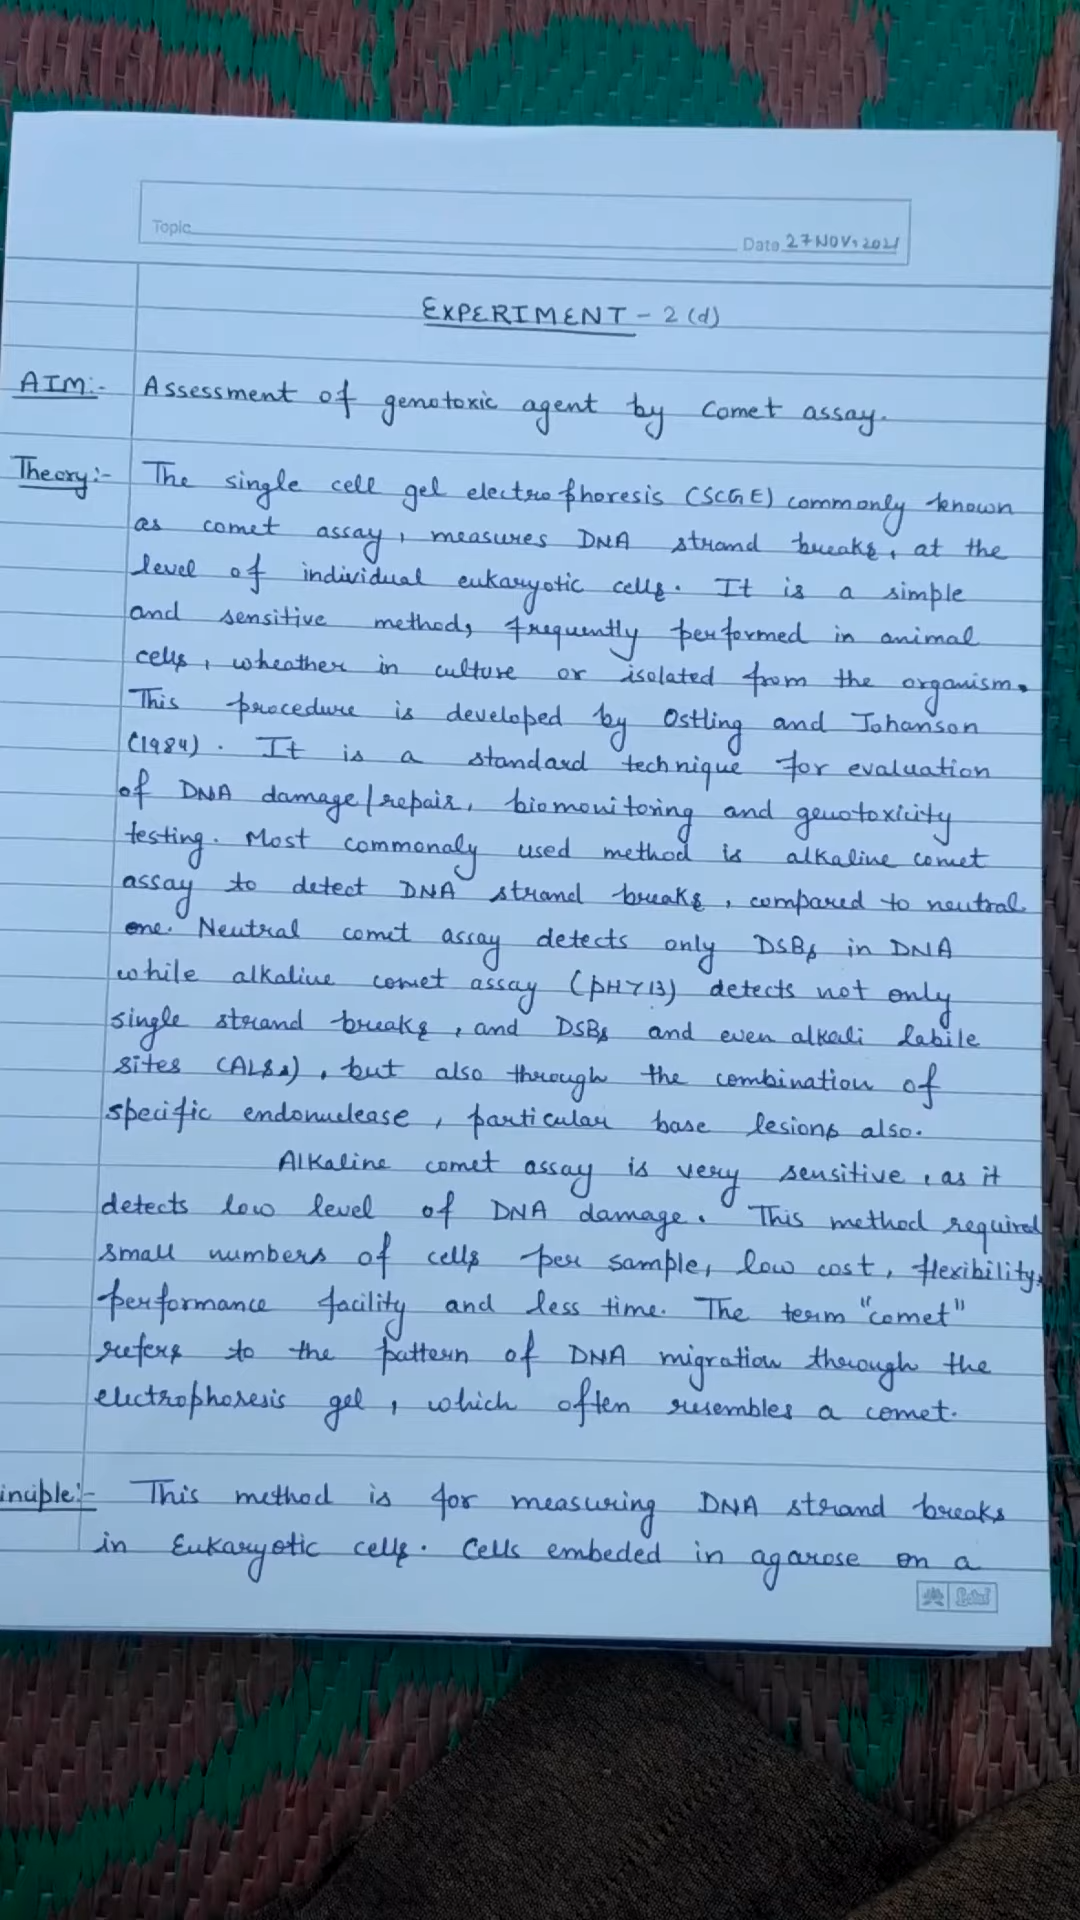 Topic
Date 27 NOV, 2021
EXPERIMENT - 2 (d)
AIM:- Assessment of genotoxic agent by Comet assay.
Theory:- The single cell gel electrophoresis (SCGE) commonly known
as comet assay, measures DNA strand breaks, at the
level of individual eukaryotic cells. It is a simple
and sensitive method, frequently performed in animal
cells, wheather in culture or isolated from the organism.
This procedure is developed by Ostling and Johanson
(1984). It is a standard technique for evaluation
of DNA damage/repair, biomonitoring and genotoxicity
testing. Most commonaly used method is alkaline comet
assay to detect DNA strand breaks, compared to neutral
one. Neutral comet assay detects only DSBs in DNA
while alkaline comet assay (pH>13) detects not only
single strand breaks, and DSBs and even alkali labile
sites (ALSs), but also through the combination of
specific endonuclease, particular base lesions also.
Alkaline comet assay is very sensitive, as it
detects low level of DNA damage. This method required
small numbers of cells per sample, low cost, flexibility,
performance facility and less time. The term "comet"
refers to the pattern of DNA migration through the
electrophoresis gel, which often resembles a comet.
inciple:- This method is for measuring DNA strand breaks
in Eukaryotic cells. Cells embeded in agarose on a